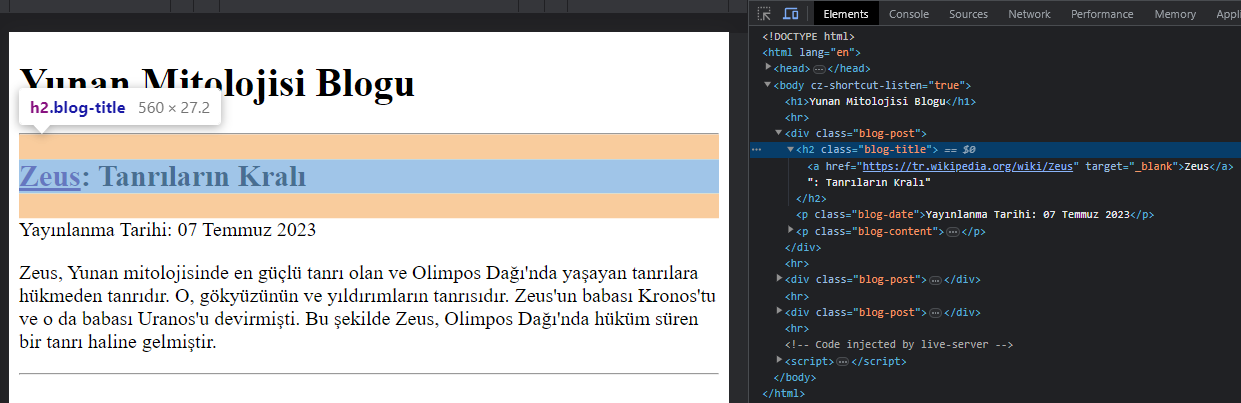 Yunan Mitolojisi Blogu
h2.blog-title 560 × 27.2
Zeus: Tanrıların Kralı
Yayınlanma Tarihi: 07 Temmuz 2023
Zeus, Yunan mitolojisinde en güçlü tanrı olan ve Olimpos Dağı'nda yaşayan tanrılara
hükmeden tanrıdır. O, gökyüzünün ve yıldırımların tanrısıdır. Zeus'un babası Kronos'tu
ve o da babası Uranos'u devirmişti. Bu şekilde Zeus, Olimpos Dağı'nda hüküm süren
bir tanrı haline gelmiştir.
Elements Console Sources Network Performance Memory Appl
<!DOCTYPE html>
<html lang="en">
<head> ⋯ </head>
<body cz-shortcut-listen="true">
<h1>Yunan Mitolojisi Blogu</h1>
<hr>
<div class="blog-post">
<h2 class="blog-title"> == $0
<a href="https://tr.wikipedia.org/wiki/Zeus" target="_blank">Zeus</a>
": Tanrıların Kralı"
</h2>
<p class="blog-date">Yayınlanma Tarihi: 07 Temmuz 2023</p>
<p class="blog-content"> ⋯ </p>
</div>
<hr>
<div class="blog-post"> ⋯ </div>
<hr>
<div class="blog-post"> ⋯ </div>
<hr>
<!-- Code injected by live-server -->
<script> ⋯ </script>
</body>
</html>